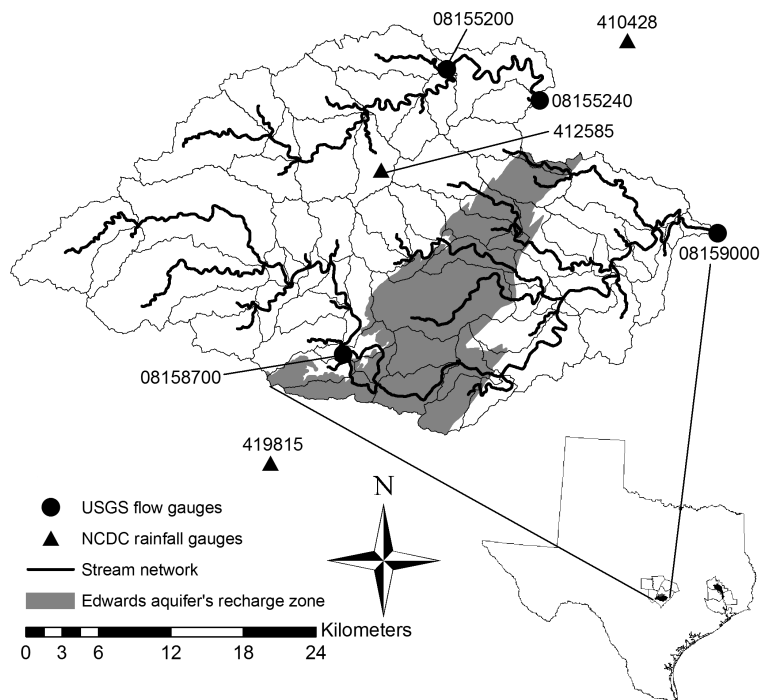 08155200
410428
08155240
412585
08159000
08158700
419815
N
USGS flow gauges
NCDC rainfall gauges
Stream network
Edwards aquifer's recharge zone
Kilometers
0 3 6 12 18 24